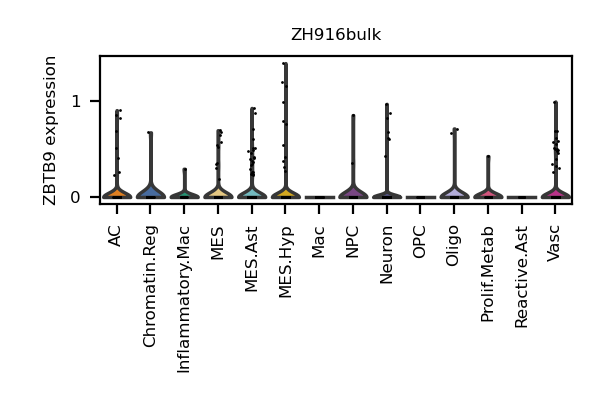 ZH916bulk
ZBTB9 expression
1
0
AC
Chromatin.Reg
Inflammatory.Mac
MES
MES.Ast
MES.Hyp
Mac
NPC
Neuron
OPC
Oligo
Prolif.Metab
Reactive.Ast
Vasc